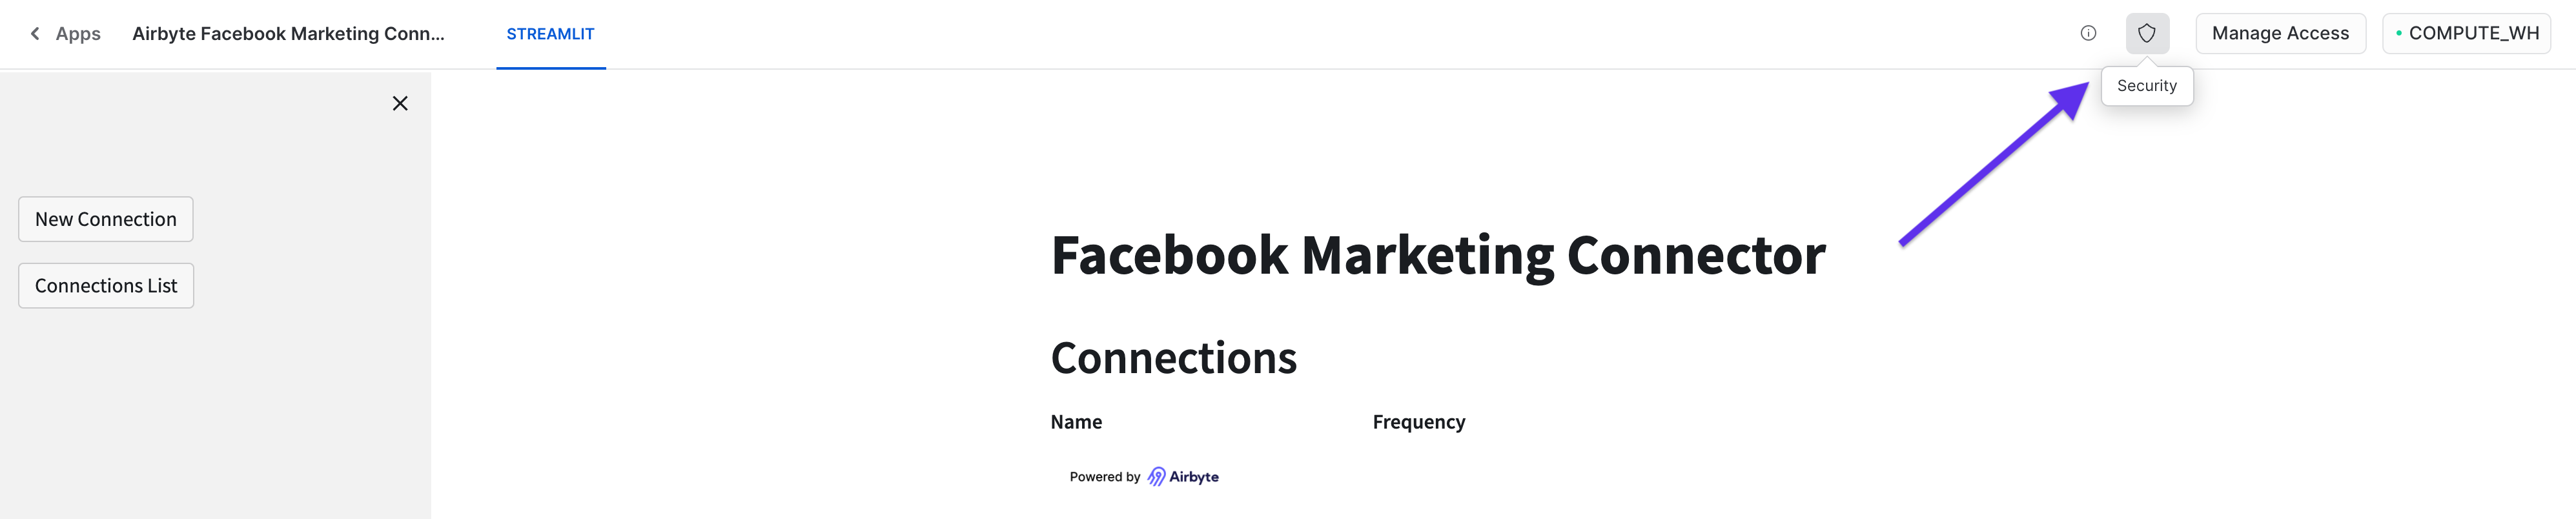 Apps
Airbyte Facebook Marketing Conn...
STREAMLIT
Manage Access
COMPUTE_WH
Security
New Connection
Connections List
Facebook Marketing Connector
Connections
Name
Frequency
Powered by Airbyte